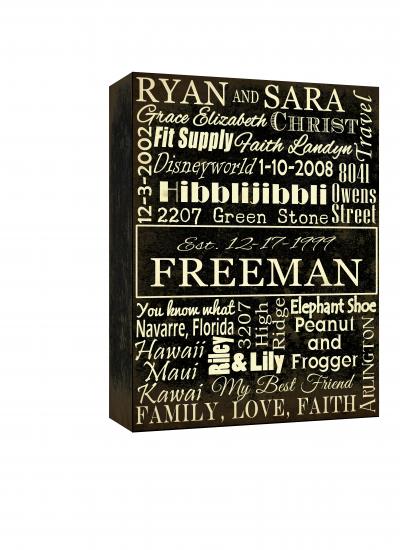 RYAN AND SARA
Grace Elizabeth
CHRIST
Travel
12-3-2002
Fit Supply
Faith Landyn
Disneyworld
1-10-2008
8041
Owens
Street
Hibblijibbli
2207 Green Stone
Est. 12-17-1999
FREEMAN
You know what
Navarre, Florida
Hawaii
Maui
Kawai
Riley
& Lily
3207
High
Ridge
Elephant Shoe
Peanut
and
Frogger
ARLINGTON
My Best Friend
FAMILY, LOVE, FAITH